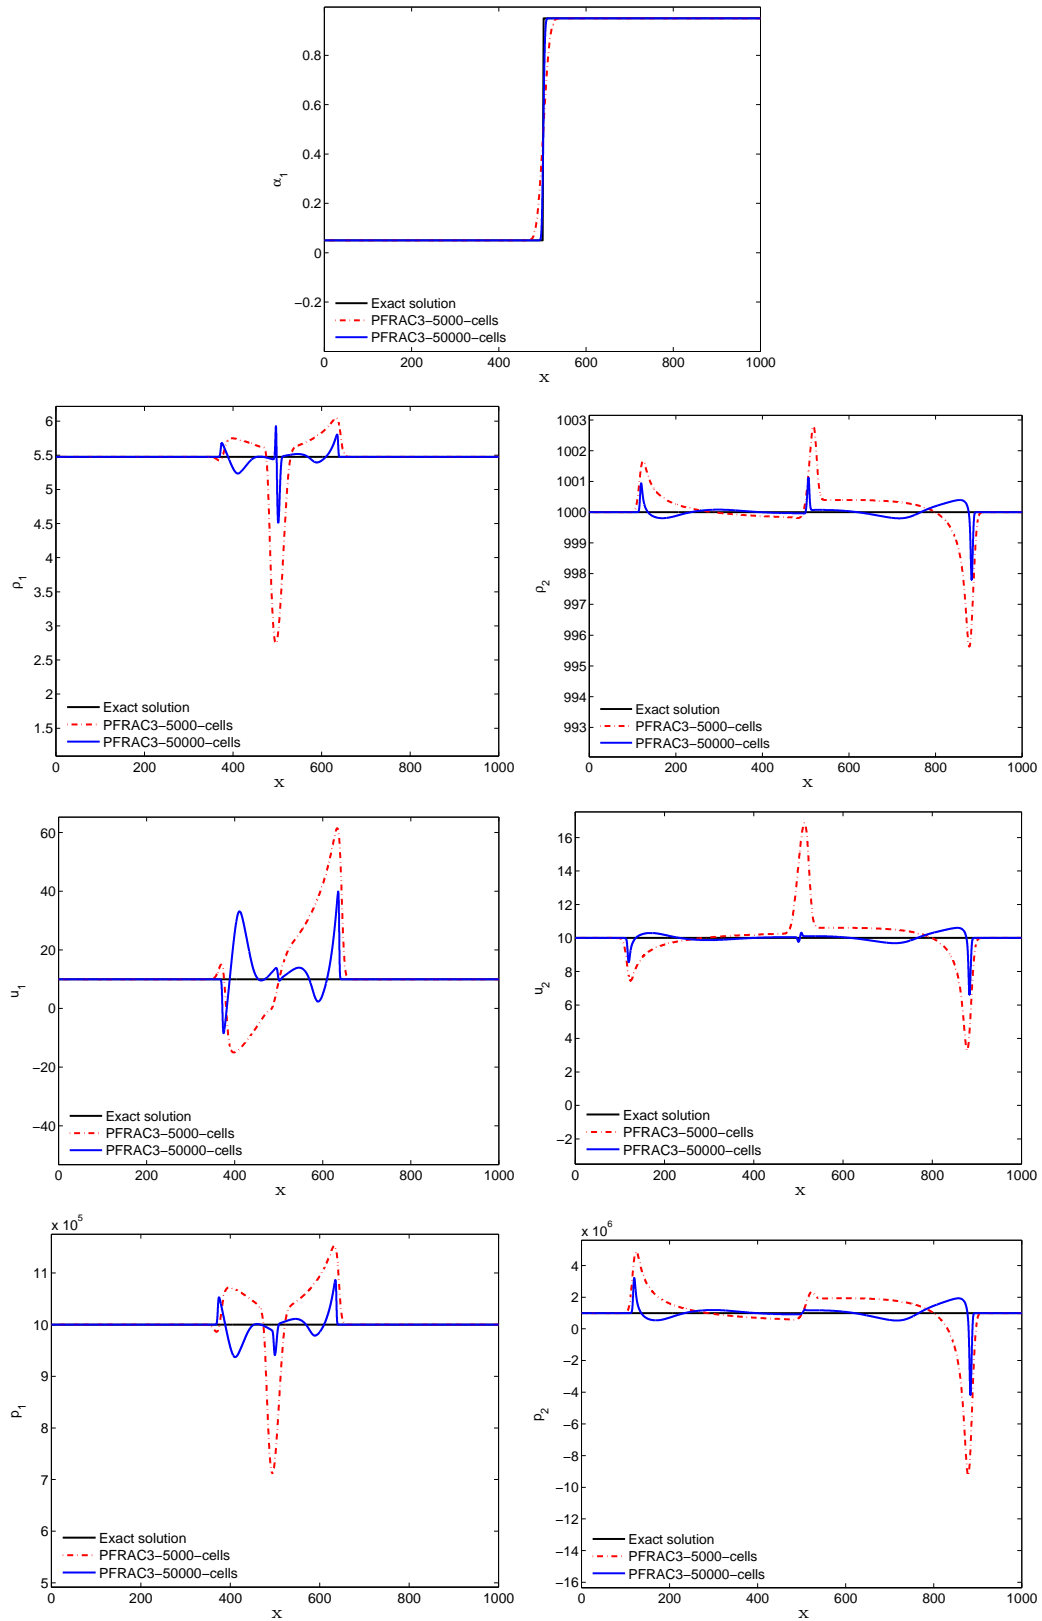 0.8
0.6
0.4
0.2
0
−0.2
α1
Exact solution
PFRAC3−5000−cells
PFRAC3−50000−cells
0 200 400 600 800 1000
x
6
5.5
5
4.5
4
3.5
3
2.5
2
1.5
ρ1
Exact solution
PFRAC3−5000−cells
PFRAC3−50000−cells
0 200 400 600 800 1000
x
1003
1002
1001
1000
999
998
997
996
995
994
993
ρ2
Exact solution
PFRAC3−5000−cells
PFRAC3−50000−cells
0 200 400 600 800 1000
x
60
40
20
0
−20
−40
u1
Exact solution
PFRAC3−5000−cells
PFRAC3−50000−cells
0 200 400 600 800 1000
x
16
14
12
10
8
6
4
2
0
−2
u2
Exact solution
PFRAC3−5000−cells
PFRAC3−50000−cells
0 200 400 600 800 1000
x
x 10^5
11
10
9
8
7
6
5
p1
Exact solution
PFRAC3−5000−cells
PFRAC3−50000−cells
0 200 400 600 800 1000
x
x 10^6
4
2
0
−2
−4
−6
−8
−10
−12
−14
−16
p2
Exact solution
PFRAC3−5000−cells
PFRAC3−50000−cells
0 200 400 600 800 1000
x